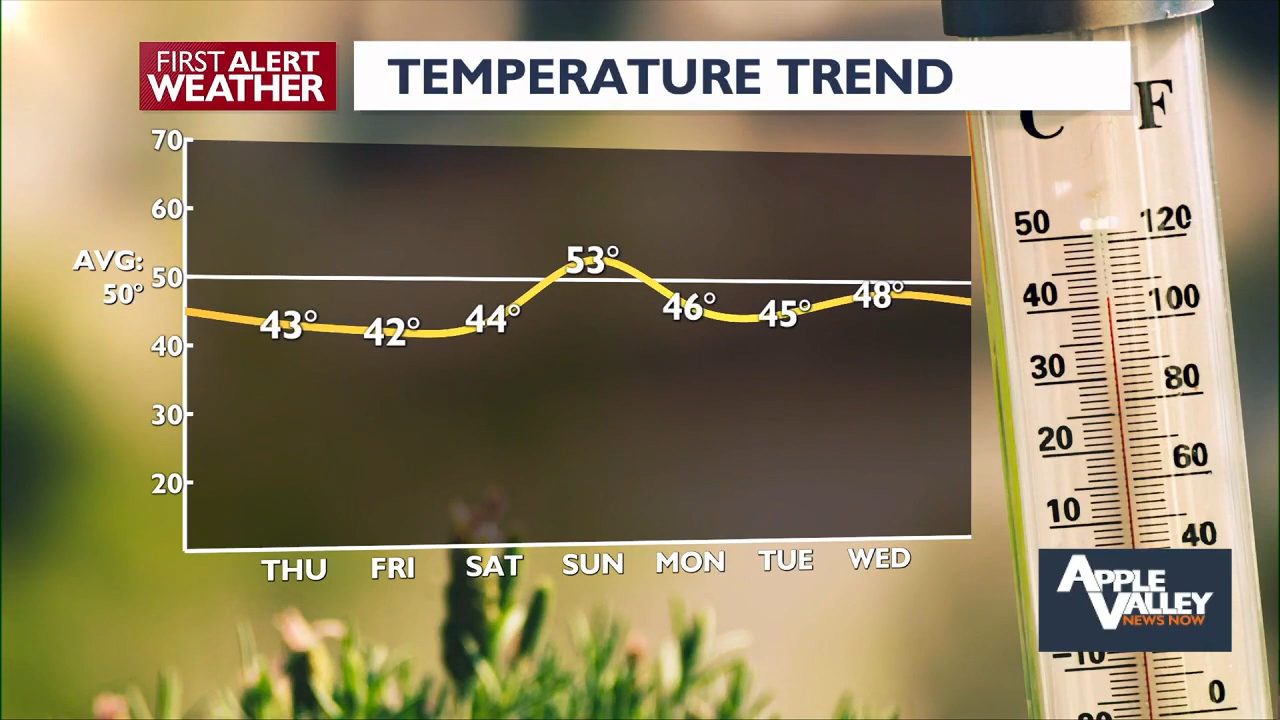 FIRST ALERT
WEATHER
TEMPERATURE TREND
70
60
AVG:
50°
50
40
30
20
43°
42°
44°
53°
46°
45°
48°
THU
FRI
SAT
SUN
MON
TUE
WED
C F
50 120
40 100
30 80
20 60
10 40
-10
0
APPLE
VALLEY
NEWS NOW